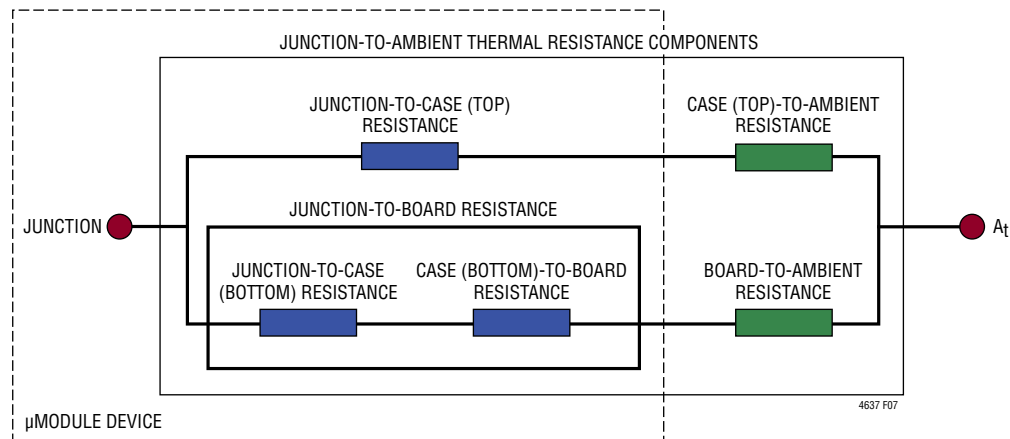 JUNCTION-TO-AMBIENT THERMAL RESISTANCE COMPONENTS
JUNCTION-TO-CASE (TOP)
RESISTANCE
CASE (TOP)-TO-AMBIENT
RESISTANCE
JUNCTION-TO-BOARD RESISTANCE
JUNCTION
At
JUNCTION-TO-CASE
(BOTTOM) RESISTANCE
CASE (BOTTOM)-TO-BOARD
RESISTANCE
BOARD-TO-AMBIENT
RESISTANCE
4637 F07
µMODULE DEVICE